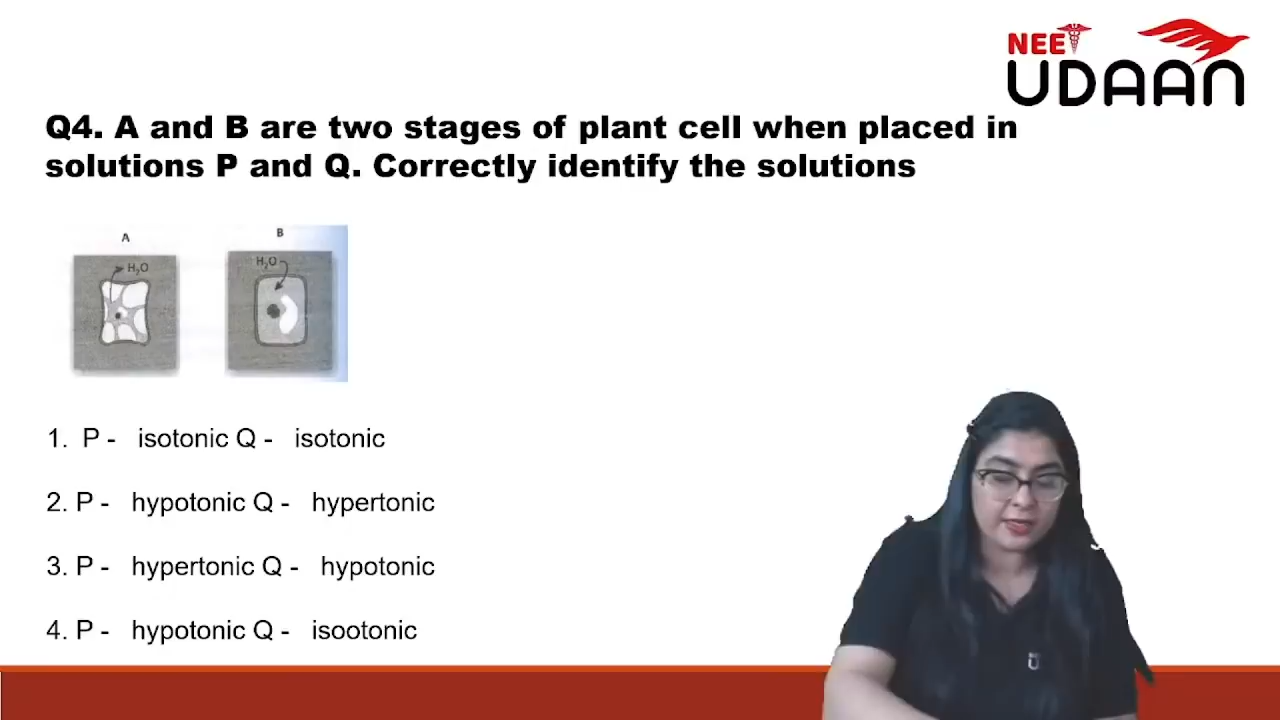 NEET
UDAAN
Q4. A and B are two stages of plant cell when placed in
solutions P and Q. Correctly identify the solutions
A
B
H₂O
H₂O
1. P - isotonic Q - isotonic
2. P - hypotonic Q - hypertonic
3. P - hypertonic Q - hypotonic
4. P - hypotonic Q - isootonic